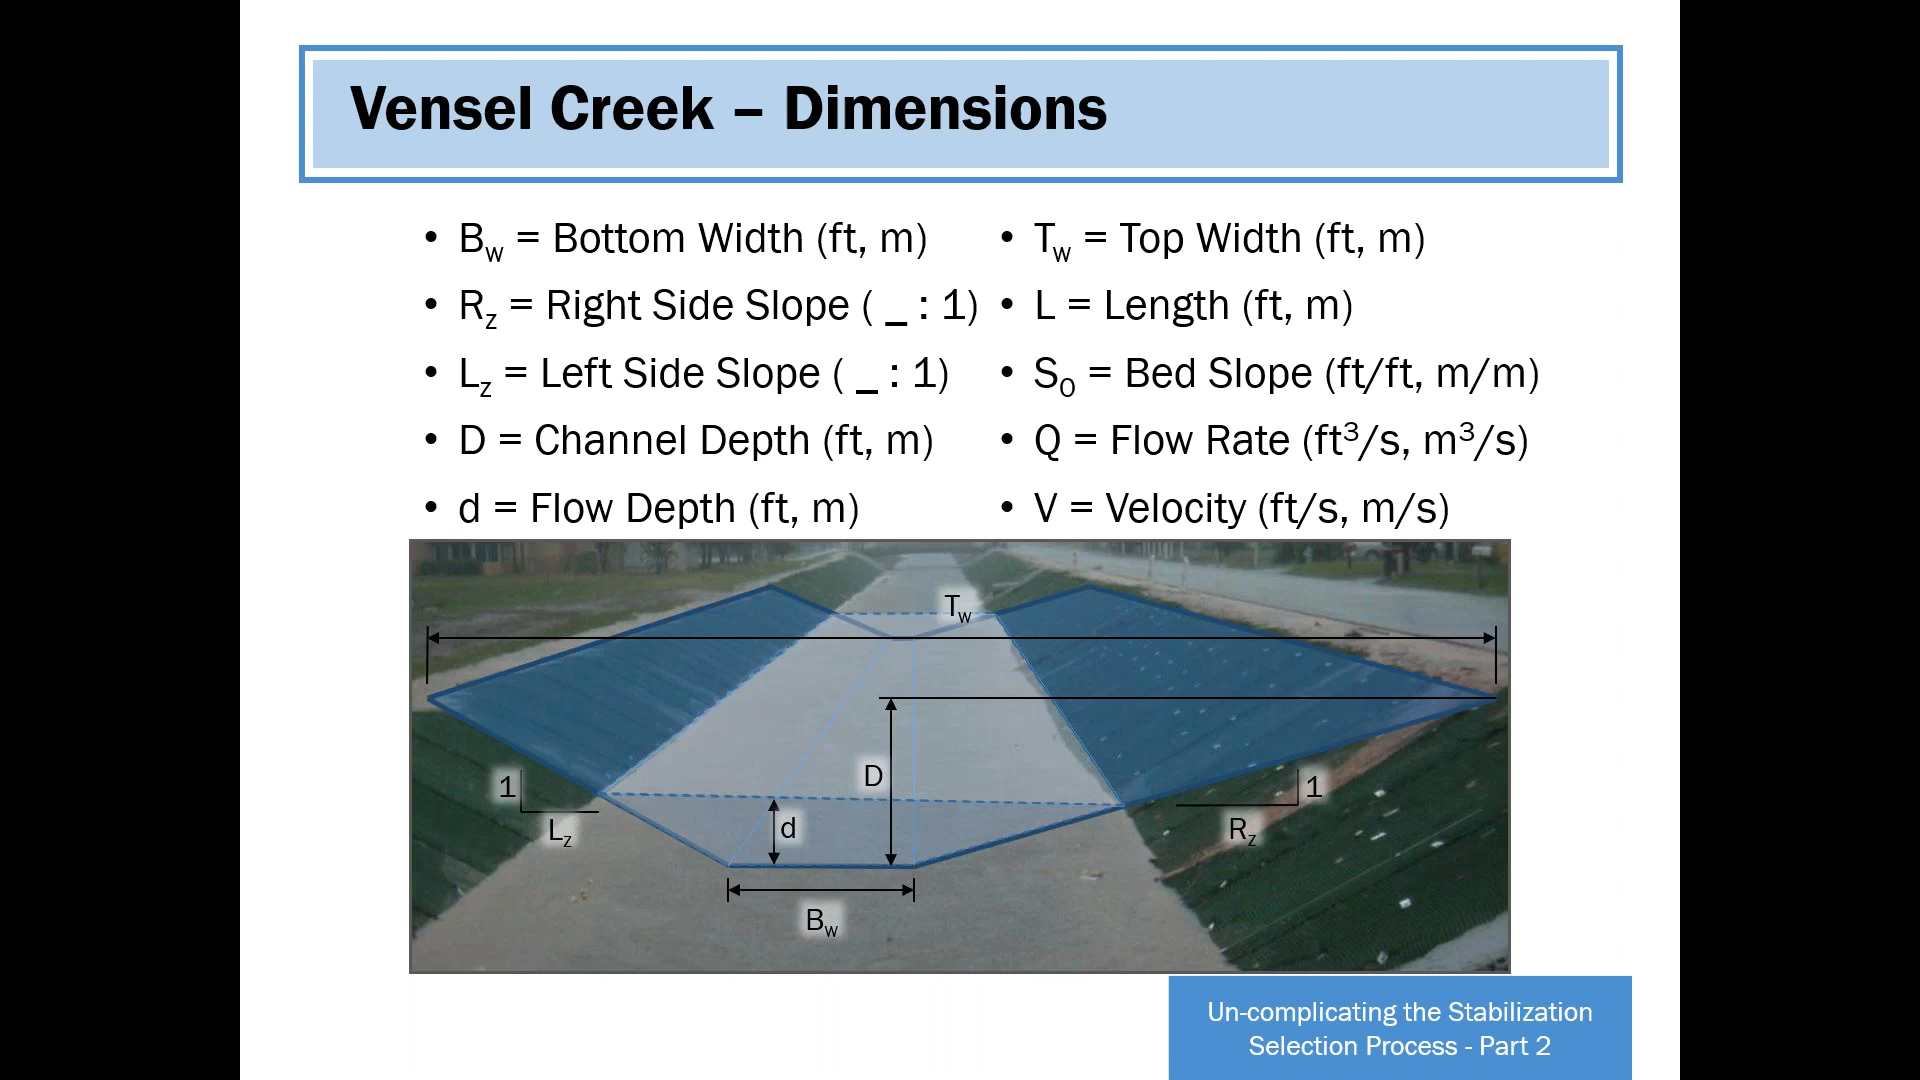 Vensel Creek – Dimensions
• B_w = Bottom Width (ft, m)
• R_z = Right Side Slope ( _ : 1)
• L_z = Left Side Slope ( _ : 1)
• D = Channel Depth (ft, m)
• d = Flow Depth (ft, m)
• T_w = Top Width (ft, m)
• L = Length (ft, m)
• S_0 = Bed Slope (ft/ft, m/m)
• Q = Flow Rate (ft³/s, m³/s)
• V = Velocity (ft/s, m/s)
T_w
D
1
L_z
d
1
R_z
B_w
Un-complicating the Stabilization
Selection Process - Part 2